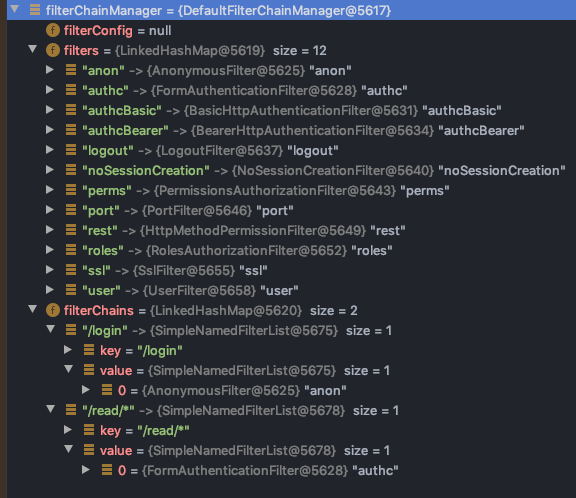 filterChainManager = {DefaultFilterChainManager@5617}
f filterConfig = null
f filters = {LinkedHashMap@5619} size = 12
"anon" -> {AnonymousFilter@5625} "anon"
"authc" -> {FormAuthenticationFilter@5628} "authc"
"authcBasic" -> {BasicHttpAuthenticationFilter@5631} "authcBasic"
"authcBearer" -> {BearerHttpAuthenticationFilter@5634} "authcBearer"
"logout" -> {LogoutFilter@5637} "logout"
"noSessionCreation" -> {NoSessionCreationFilter@5640} "noSessionCreation"
"perms" -> {PermissionsAuthorizationFilter@5643} "perms"
"port" -> {PortFilter@5646} "port"
"rest" -> {HttpMethodPermissionFilter@5649} "rest"
"roles" -> {RolesAuthorizationFilter@5652} "roles"
"ssl" -> {SslFilter@5655} "ssl"
"user" -> {UserFilter@5658} "user"
f filterChains = {LinkedHashMap@5620} size = 2
"/login" -> {SimpleNamedFilterList@5675} size = 1
key = "/login"
value = {SimpleNamedFilterList@5675} size = 1
0 = {AnonymousFilter@5625} "anon"
"/read/*" -> {SimpleNamedFilterList@5678} size = 1
key = "/read/*"
value = {SimpleNamedFilterList@5678} size = 1
0 = {FormAuthenticationFilter@5628} "authc"